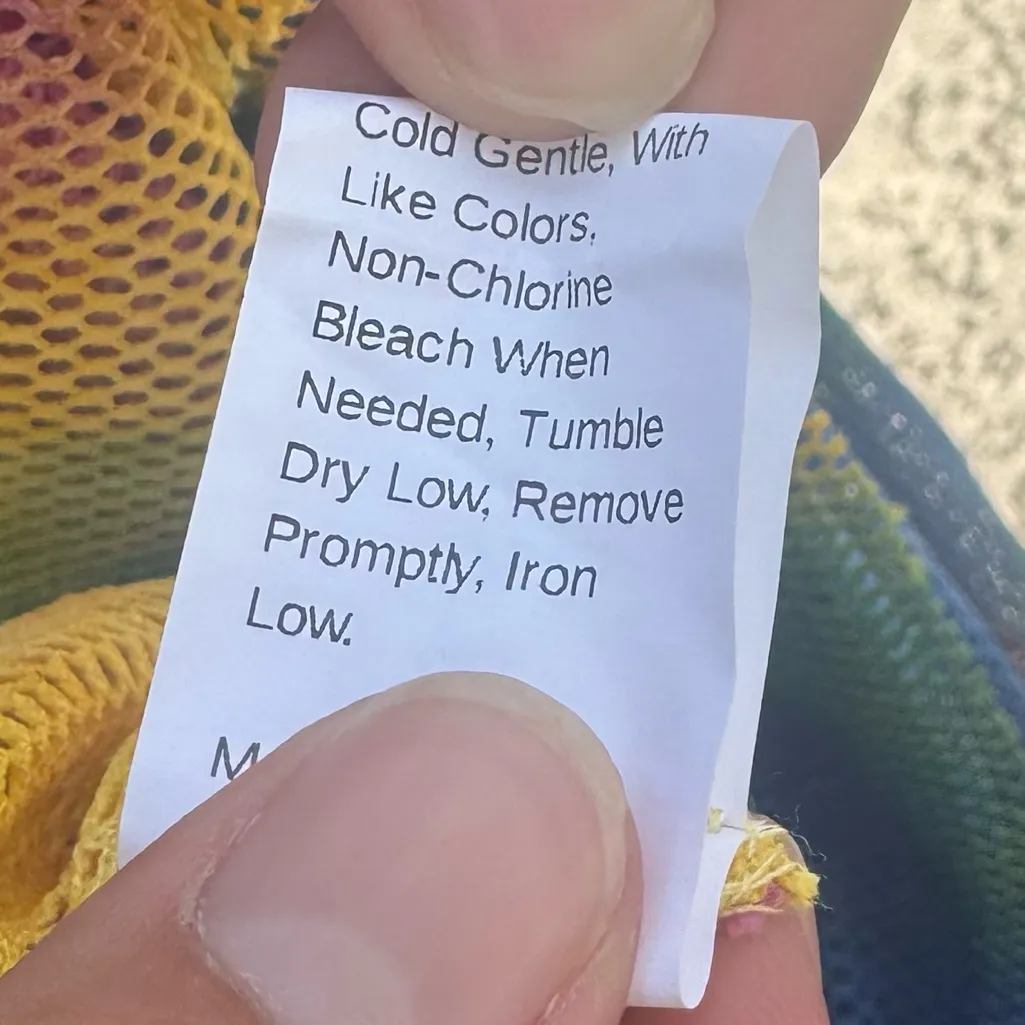 Cold Gentle, With
Like Colors,
Non-Chlorine
Bleach When
Needed, Tumble
Dry Low, Remove
Promptly, Iron
Low.